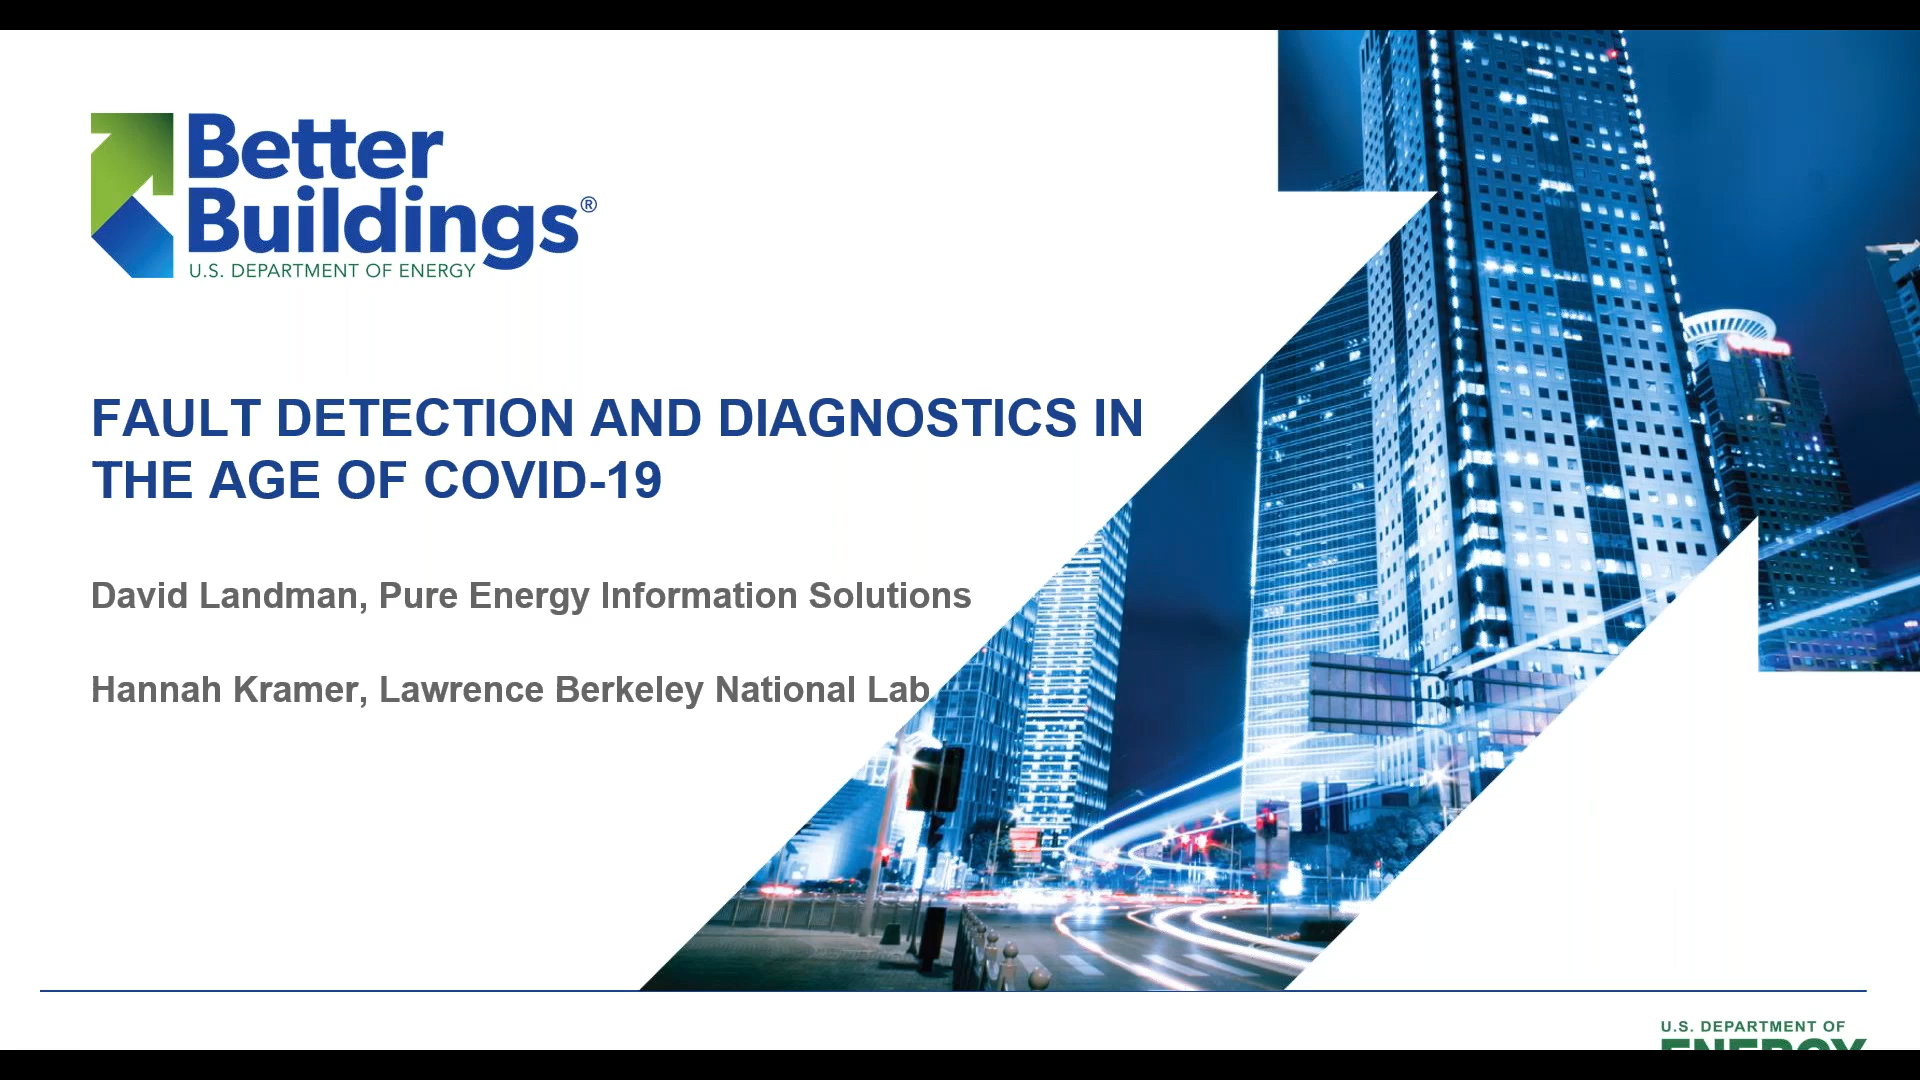 Better
Buildings®
U.S. DEPARTMENT OF ENERGY
FAULT DETECTION AND DIAGNOSTICS IN
THE AGE OF COVID-19
David Landman, Pure Energy Information Solutions
Hannah Kramer, Lawrence Berkeley National Lab
U.S. DEPARTMENT OF
ENERGY